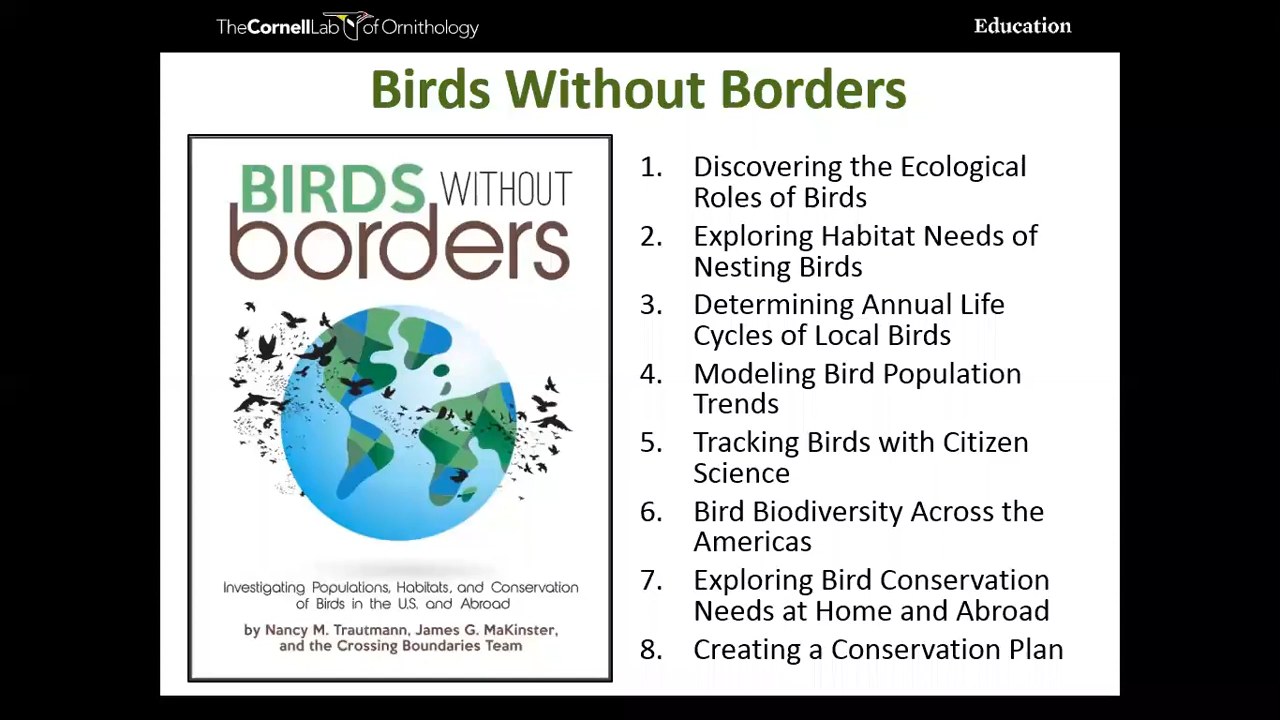 TheCornellLab of Ornithology
Education
Birds Without Borders
BIRDS WITHOUT
borders
Investigating Populations, Habitats, and Conservation
of Birds in the U.S. and Abroad
by Nancy M. Trautmann, James G. MaKinster,
and the Crossing Boundaries Team
1. Discovering the Ecological
Roles of Birds
2. Exploring Habitat Needs of
Nesting Birds
3. Determining Annual Life
Cycles of Local Birds
4. Modeling Bird Population
Trends
5. Tracking Birds with Citizen
Science
6. Bird Biodiversity Across the
Americas
7. Exploring Bird Conservation
Needs at Home and Abroad
8. Creating a Conservation Plan